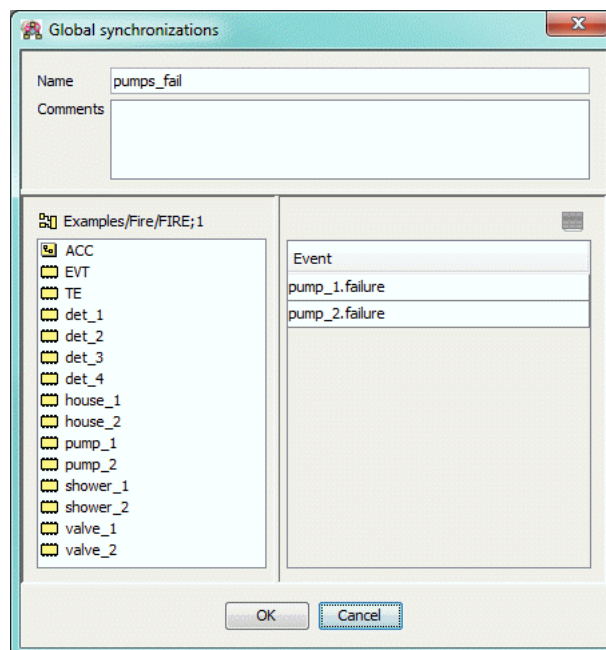 Global synchronizations
Name pumps_fail
Comments
Examples/Fire/FIRE;1
ACC
EVT
TE
det_1
det_2
det_3
det_4
house_1
house_2
pump_1
pump_2
shower_1
shower_2
valve_1
valve_2
Event
pump_1.failure
pump_2.failure
OK Cancel